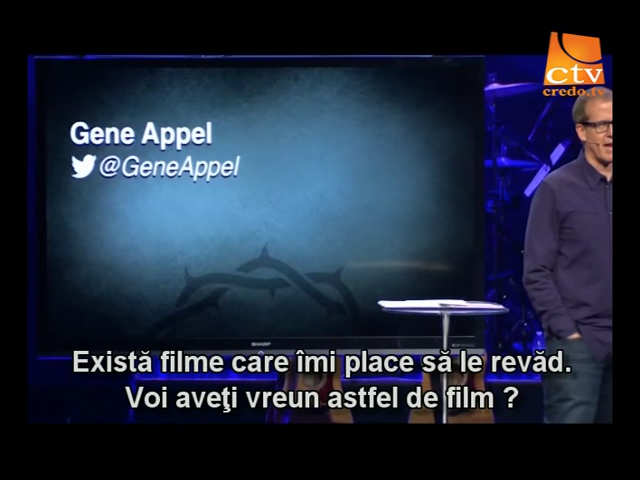 ctv
credo.tv
Gene Appel
@GeneAppel
SHARP
Există filme care îmi place să le revăd.
Voi aveţi vreun astfel de film ?